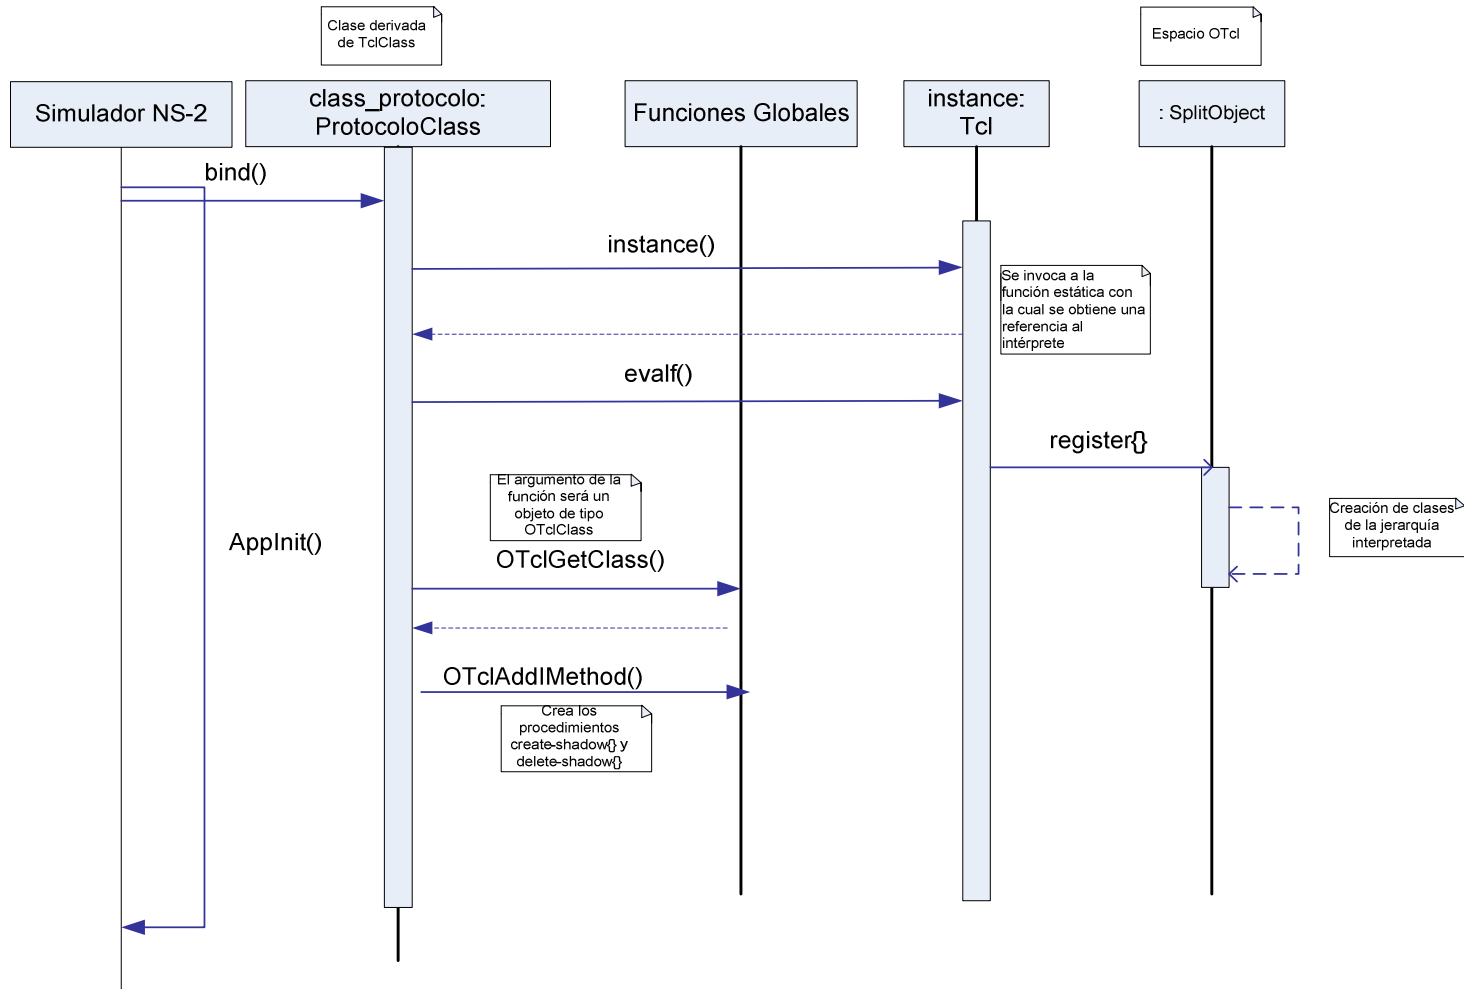 Clase derivada
de TclClass
Espacio OTcl
Simulador NS-2
class_protocolo:
ProtocoloClass
Funciones Globales
instance:
Tcl
: SplitObject
bind()
instance()
Se invoca a la
función estática con
la cual se obtiene una
referencia al
intérprete
evalf()
register{}
El argumento de la
función será un
objeto de tipo
OTclClass
Creación de clases
de la jerarquía
interpretada
AppInit()
OTclGetClass()
OTclAddIMethod()
Crea los
procedimientos
create-shadow{} y
delete-shadow{}